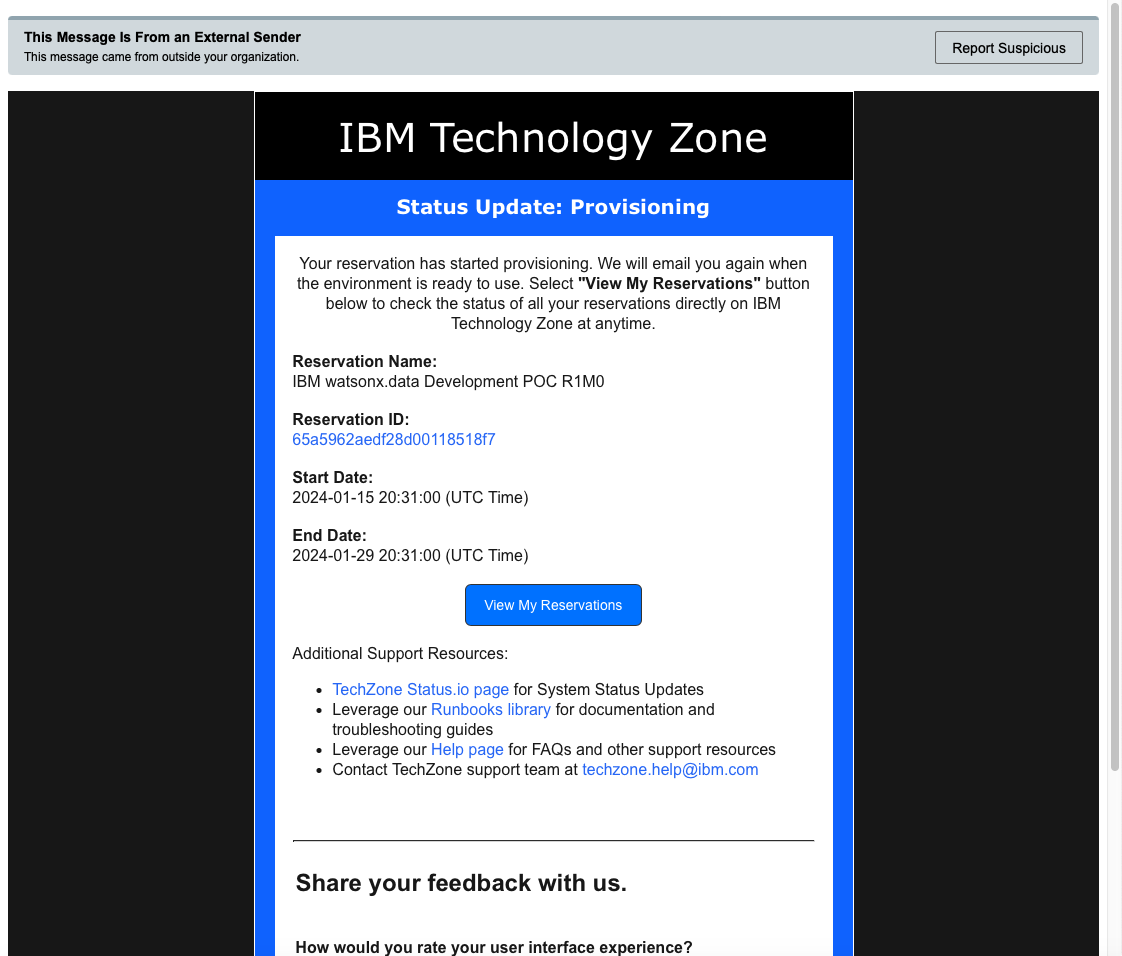 This Message Is From an External Sender
This message came from outside your organization.
Report Suspicious
IBM Technology Zone
Status Update: Provisioning
Your reservation has started provisioning. We will email you again when
the environment is ready to use. Select "View My Reservations" button
below to check the status of all your reservations directly on IBM
Technology Zone at anytime.
Reservation Name:
IBM watsonx.data Development POC R1M0
Reservation ID:
65a5962aedf28d00118518f7
Start Date:
2024-01-15 20:31:00 (UTC Time)
End Date:
2024-01-29 20:31:00 (UTC Time)
View My Reservations
Additional Support Resources:
• TechZone Status.io page for System Status Updates
• Leverage our Runbooks library for documentation and
troubleshooting guides
• Leverage our Help page for FAQs and other support resources
• Contact TechZone support team at techzone.help@ibm.com
Share your feedback with us.
How would you rate your user interface experience?